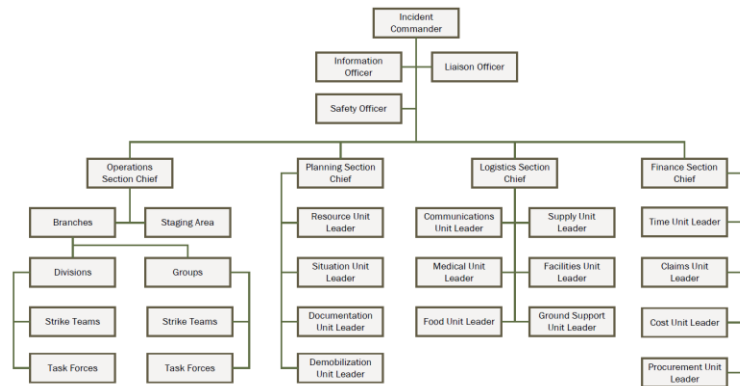 Incident
Commander
Information
Officer
Liaison Officer
Safety Officer
Operations
Section Chief
Planning Section
Chief
Logistics Section
Chief
Finance Section
Chief
Branches
Staging Area
Resource Unit
Leader
Communications
Unit Leader
Supply Unit
Leader
Time Unit Leader
Divisions
Groups
Situation Unit
Leader
Medical Unit
Leader
Facilities Unit
Leader
Claims Unit
Leader
Strike Teams
Strike Teams
Documentation
Unit Leader
Food Unit Leader
Ground Support
Unit Leader
Cost Unit Leader
Task Forces
Task Forces
Demobilization
Unit Leader
Procurement Unit
Leader